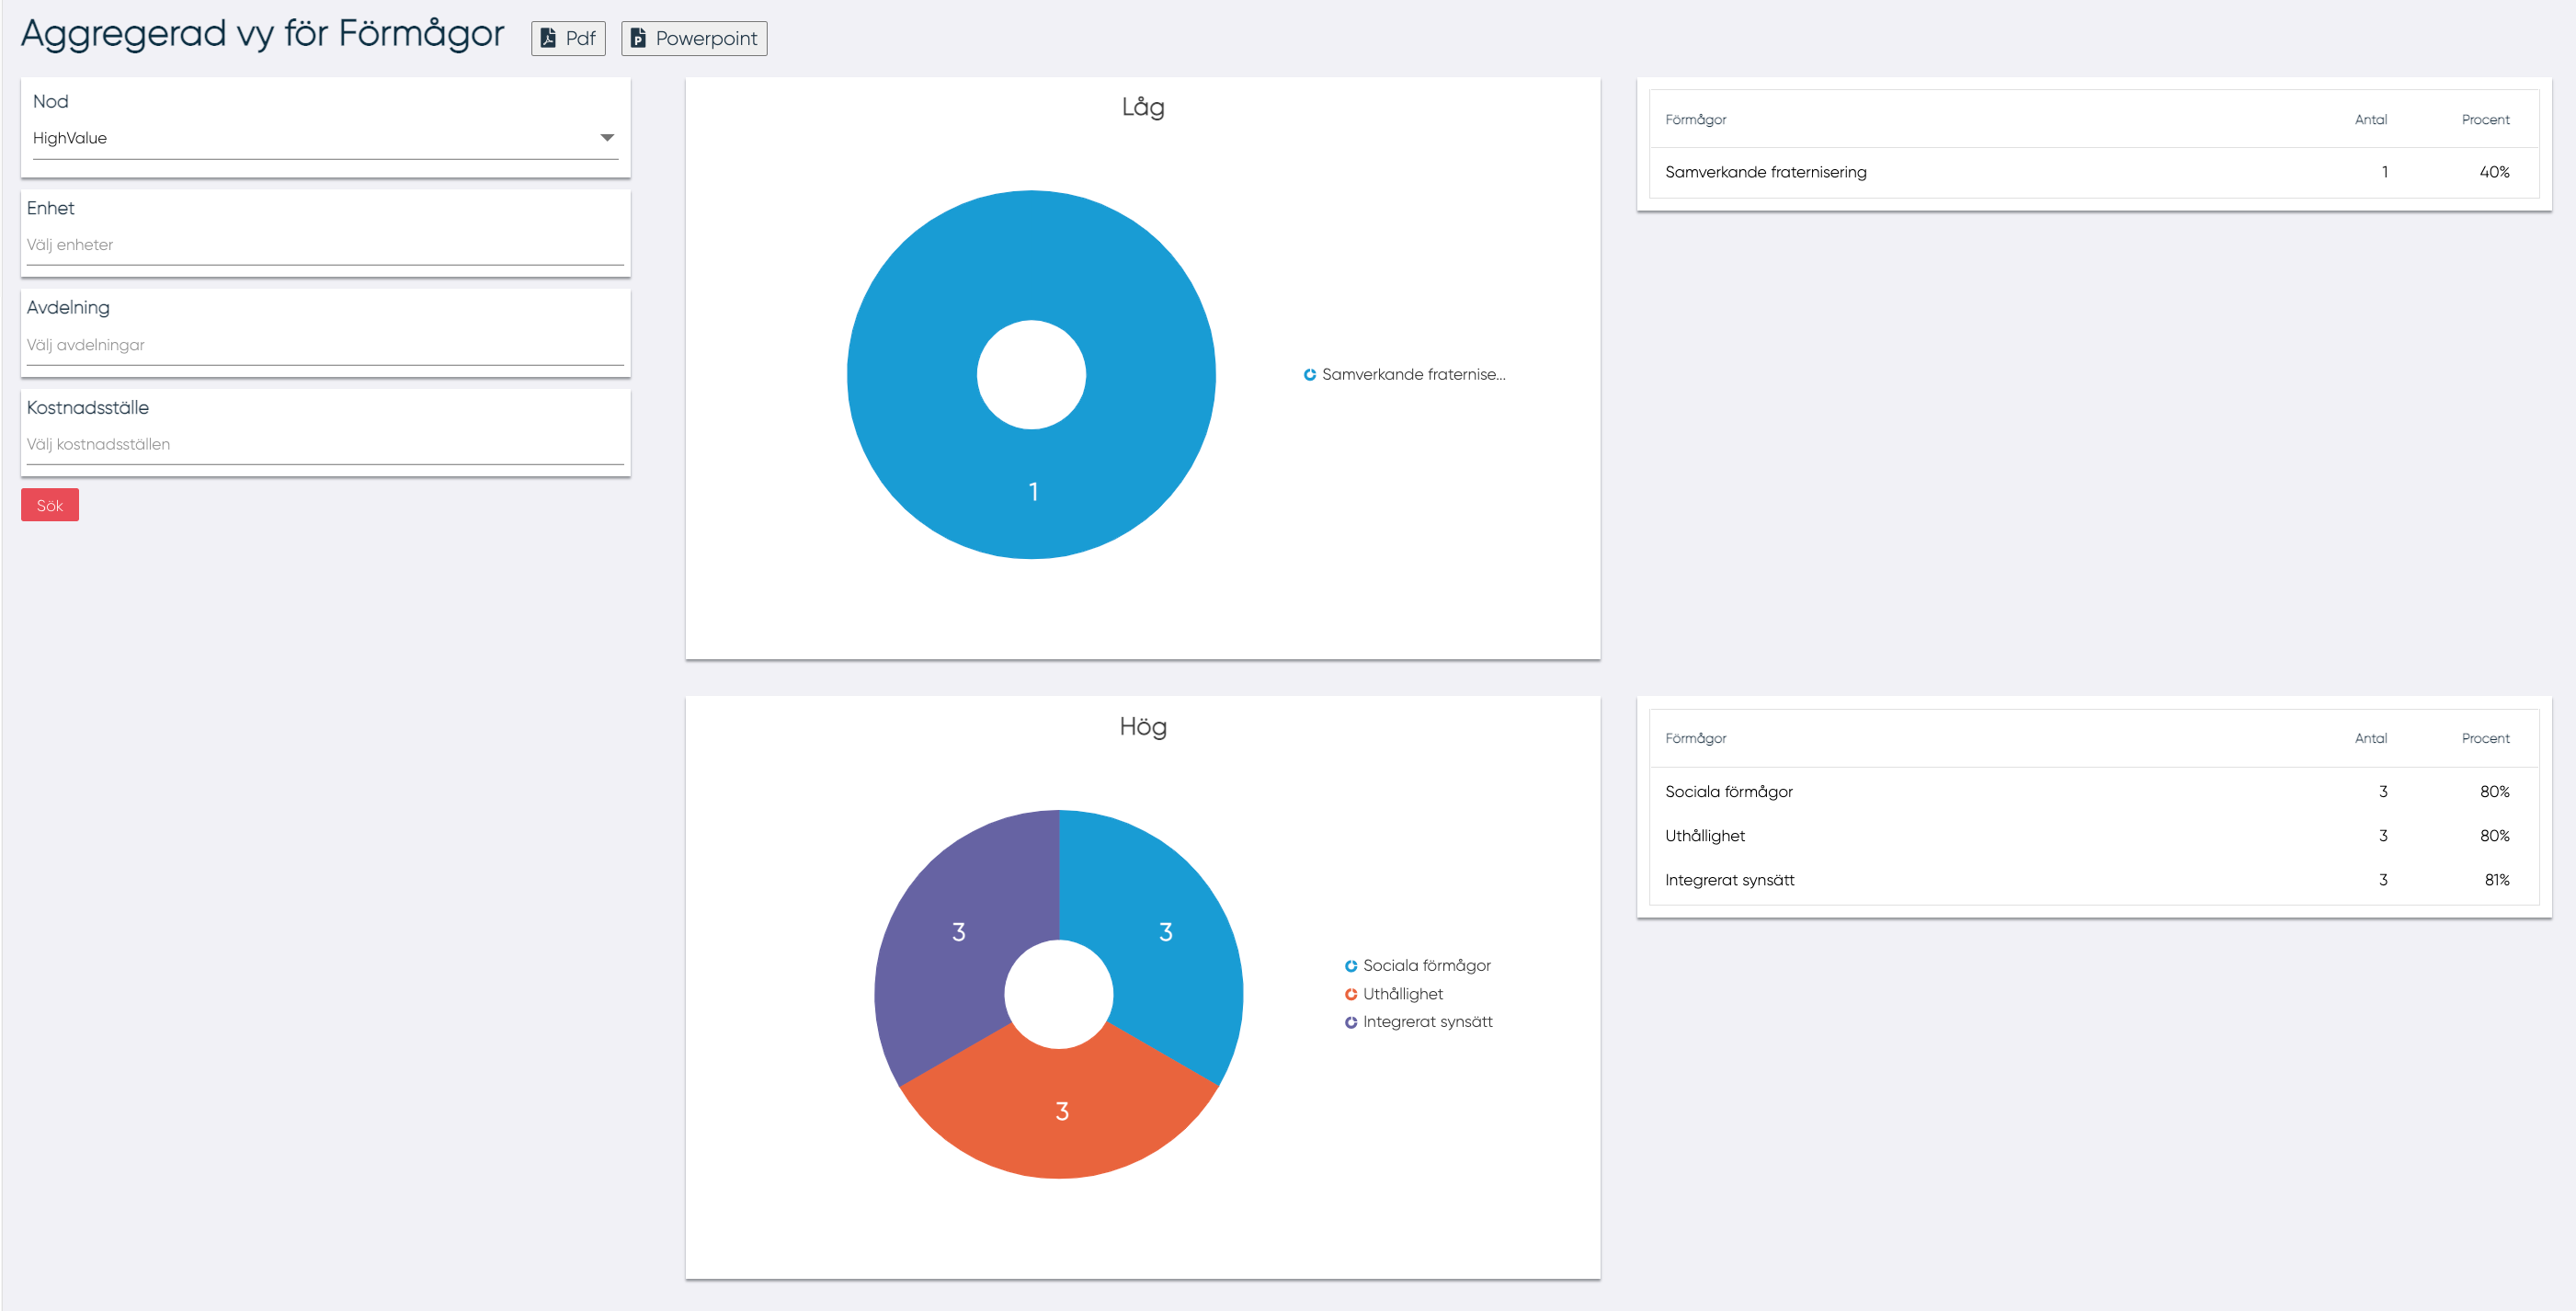 Aggregerad vy för Förmågor
Pdf
Powerpoint
Nod
HighValue
Enhet
Välj enheter
Avdelning
Välj avdelningar
Kostnadsställe
Välj kostnadsställen
Sök
Låg
1
Samverkande fraternise...
Förmågor Antal Procent
Samverkande fraternisering 1 40%
Hög
3
3
3
Sociala förmågor
Uthållighet
Integrerat synsätt
Förmågor Antal Procent
Sociala förmågor 3 80%
Uthållighet 3 80%
Integrerat synsätt 3 81%